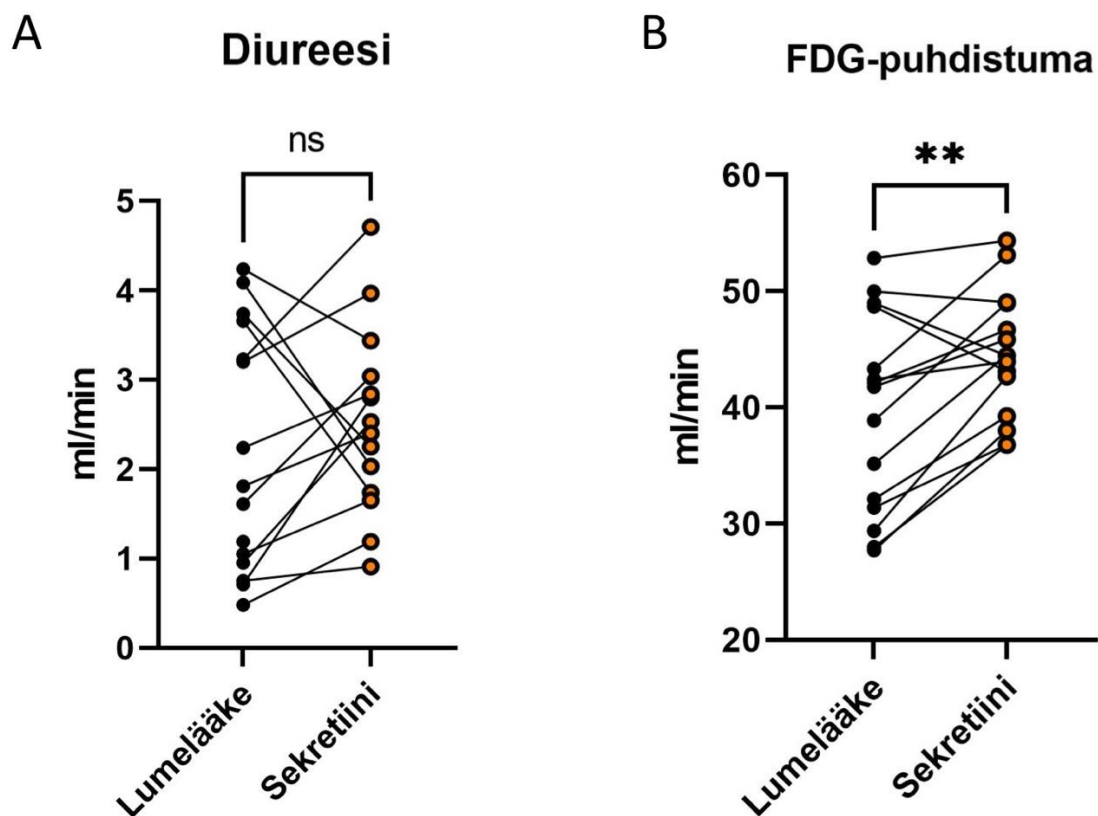 A
Diureesi
ns
5
4
3
2
1
0
ml/min
Lumelääke
Sekretiini
B
FDG-puhdistuma
**
60
50
40
30
20
ml/min
Lumelääke
Sekretiini